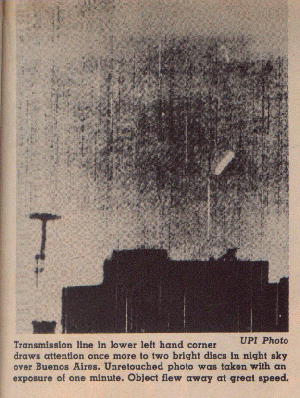 UPI Photo
Transmission line in lower left hand corner
draws attention once more to two bright discs in night sky
over Buenos Aires. Unretouched photo was taken with an
exposure of one minute. Object flew away at great speed.